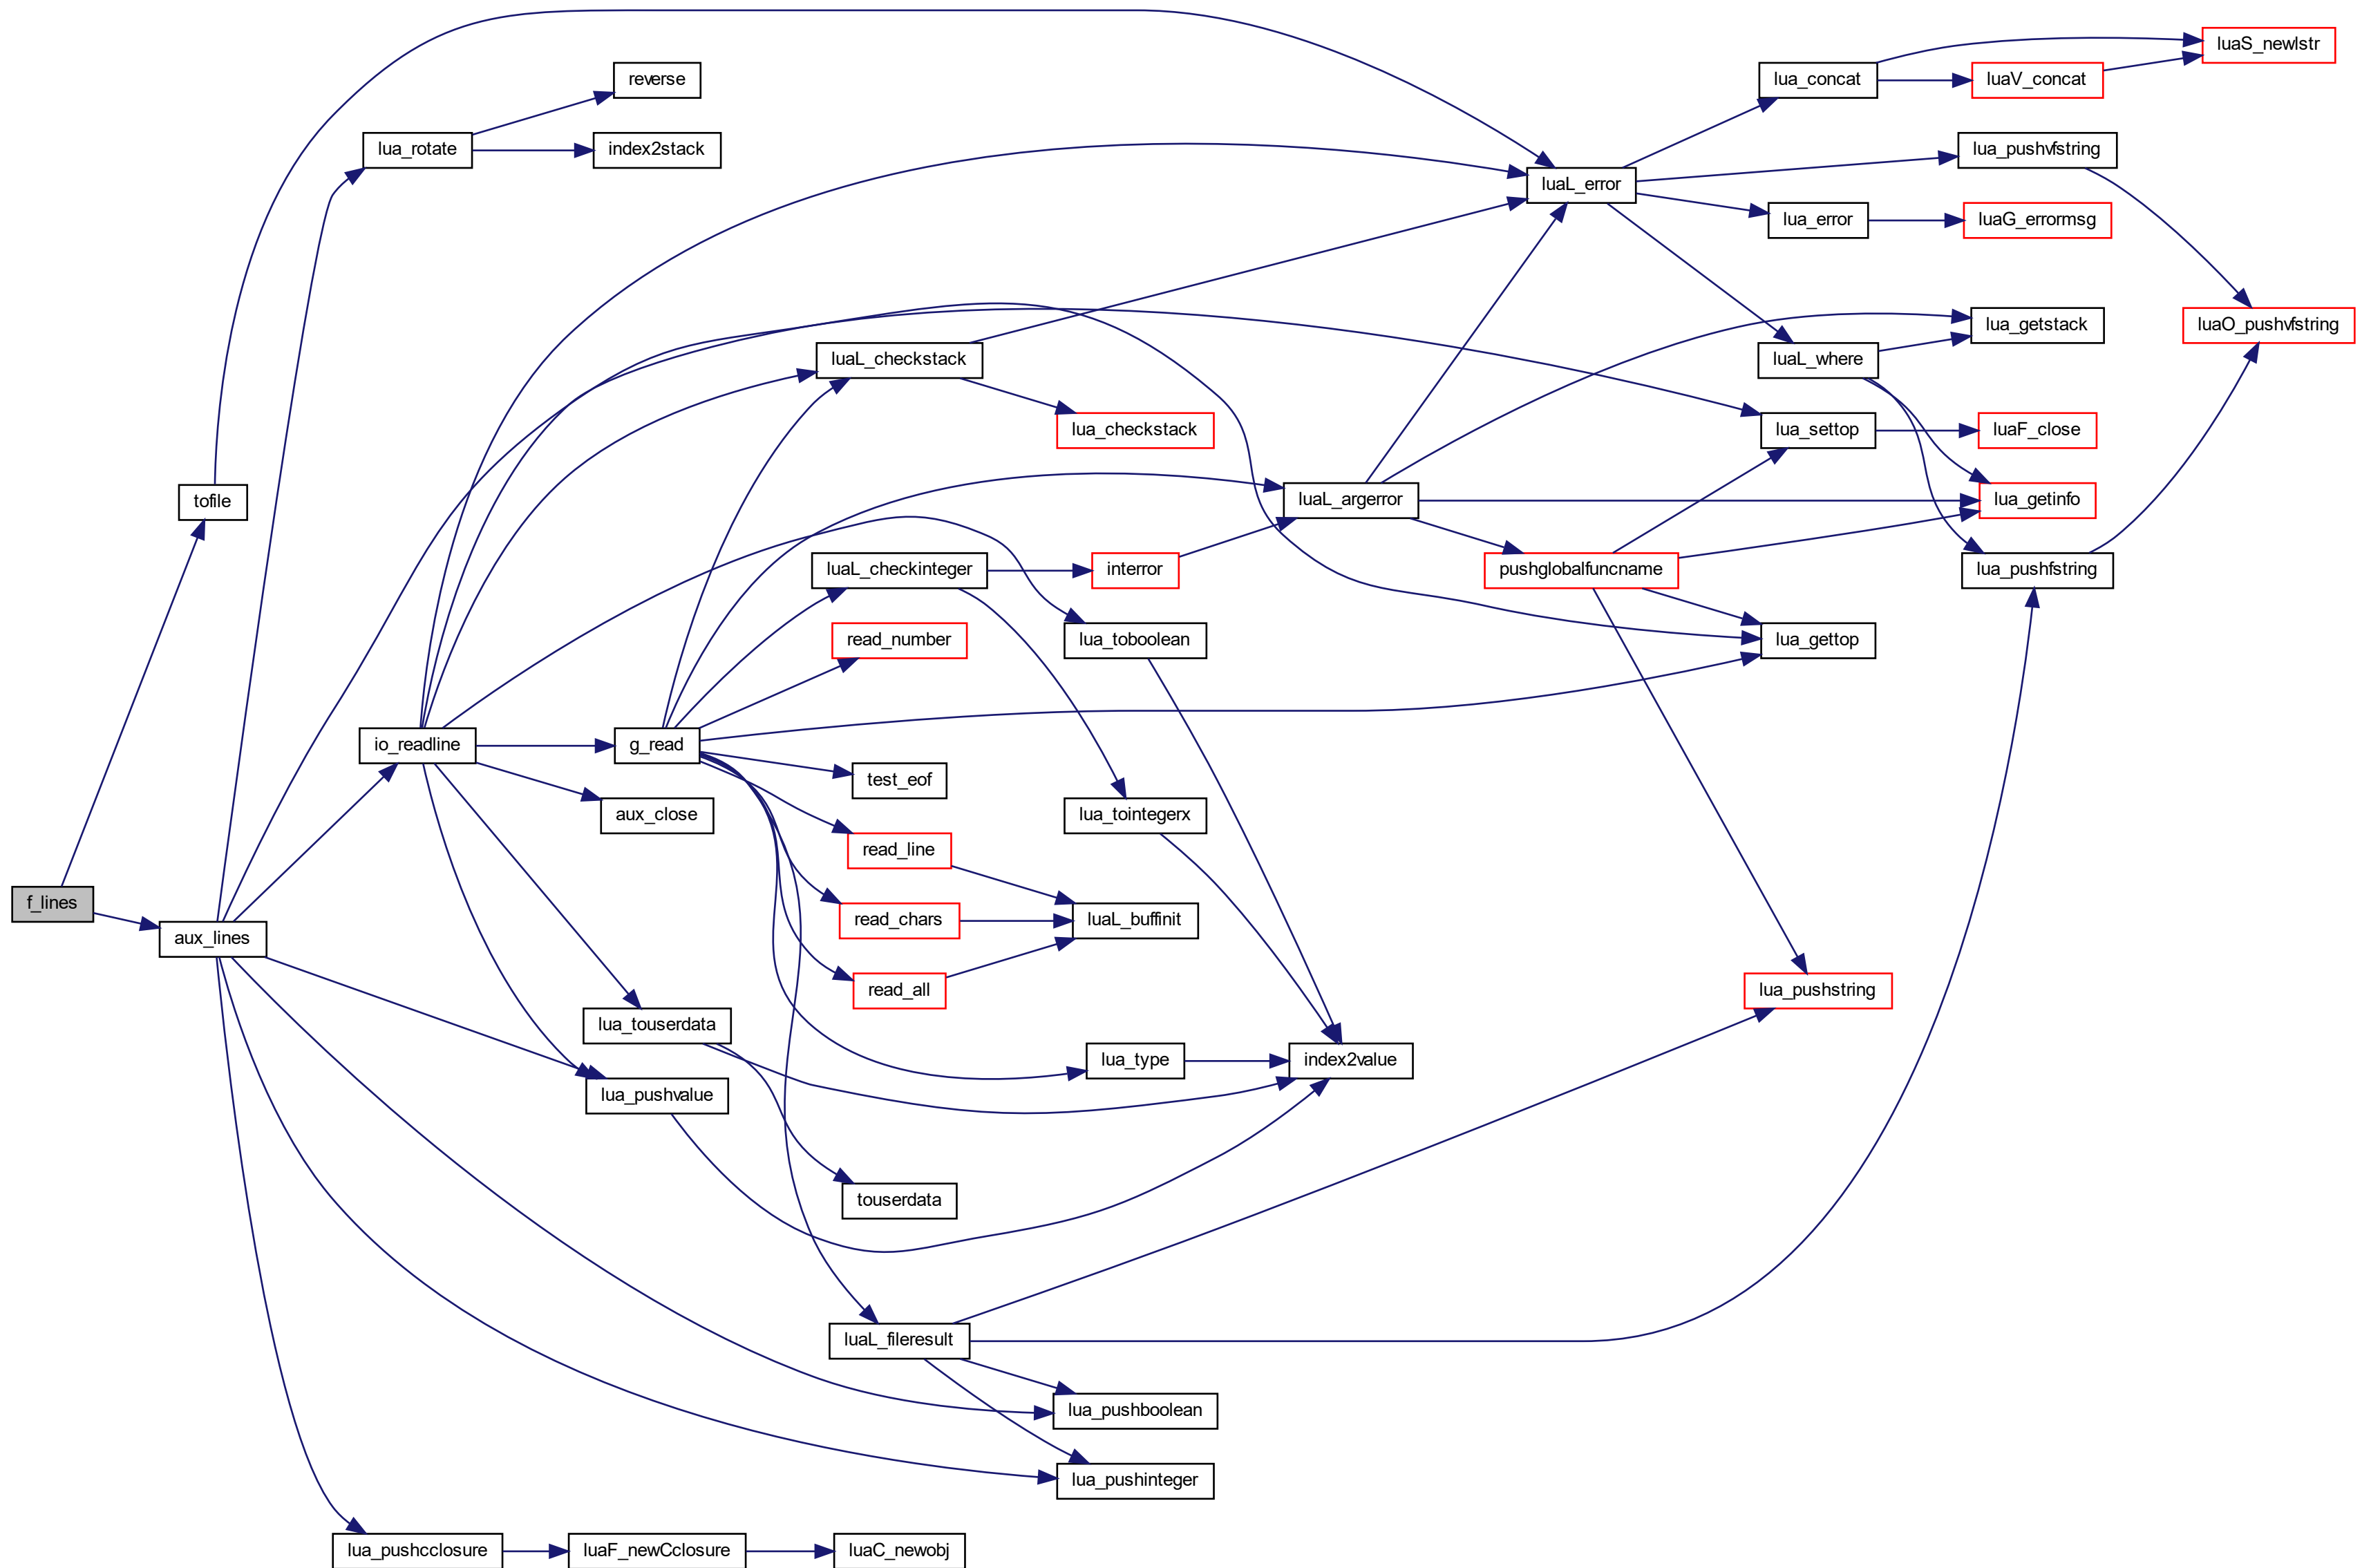 luaS_newlstr
reverse
lua_concat
luaV_concat
lua_rotate
index2stack
lua_pushvfstring
luaL_error
lua_error
luaG_errormsg
lua_getstack
luaO_pushvfstring
luaL_checkstack
luaL_where
lua_checkstack
lua_settop
luaF_close
tofile
luaL_argerror
lua_getinfo
luaL_checkinteger
interror
pushglobalfuncname
lua_pushfstring
read_number
lua_toboolean
lua_gettop
io_readline
g_read
test_eof
aux_close
lua_tointegerx
read_line
f_lines
aux_lines
read_chars
luaL_buffinit
read_all
lua_pushstring
lua_touserdata
lua_type
index2value
lua_pushvalue
touserdata
luaL_fileresult
lua_pushboolean
lua_pushinteger
lua_pushcclosure
luaF_newCclosure
luaC_newobj